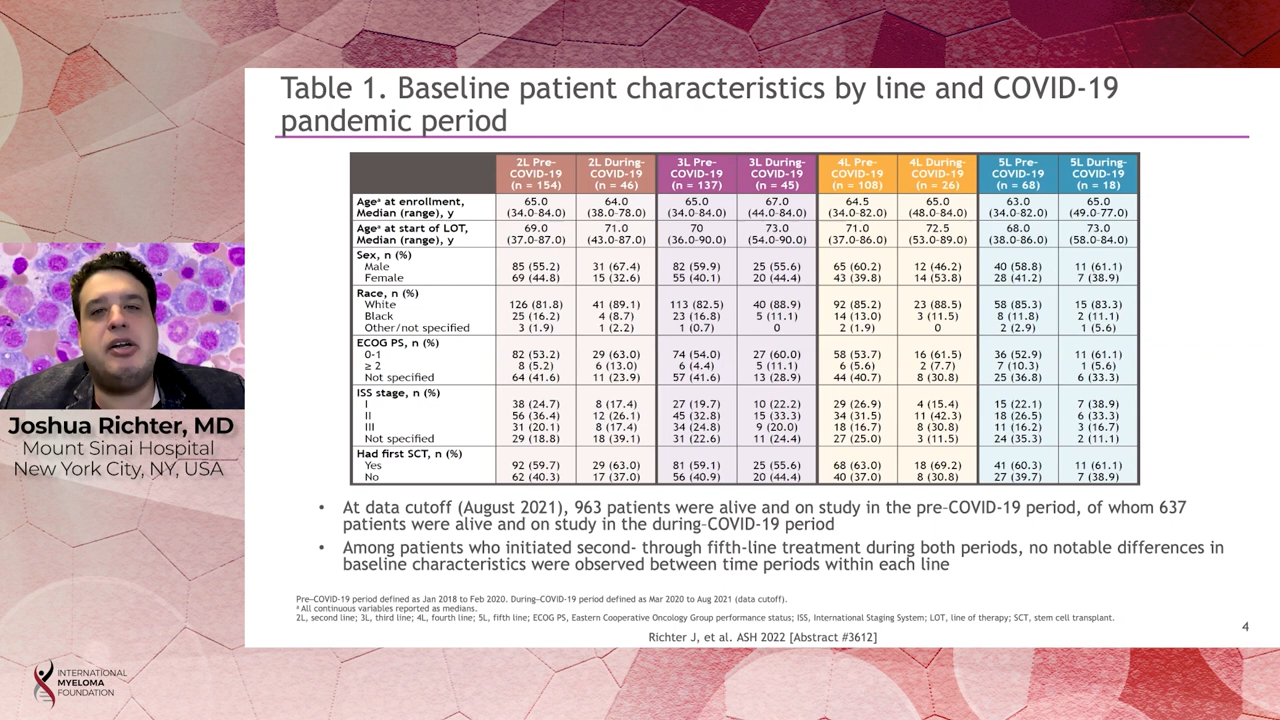 Table 1. Baseline patient characteristics by line and COVID-19
pandemic period
2L Pre-COVID-19 (n = 154) 2L During-COVID-19 (n = 46) 3L Pre-COVID-19 (n = 137) 3L During-COVID-19 (n = 45) 4L Pre-COVID-19 (n = 108) 4L During-COVID-19 (n = 26) 5L Pre-COVID-19 (n = 68) 5L During-COVID-19 (n = 18)
Ageᵃ at enrollment, 65.0 64.0 65.0 67.0 64.5 65.0 63.0 65.0
Median (range), y (34.0–84.0) (38.0–78.0) (34.0–84.0) (44.0–84.0) (34.0–82.0) (48.0–84.0) (34.0–82.0) (49.0–77.0)
Ageᵃ at start of LOT, 69.0 71.0 70 73.0 71.0 72.5 68.0 73.0
Median (range), y (37.0–87.0) (43.0–87.0) (36.0–90.0) (54.0–90.0) (37.0–86.0) (53.0–89.0) (38.0–86.0) (58.0–84.0)
Sex, n (%)
Male 85 (55.2) 31 (67.4) 82 (59.9) 25 (55.6) 65 (60.2) 12 (46.2) 40 (58.8) 11 (61.1)
Female 69 (44.8) 15 (32.6) 55 (40.1) 20 (44.4) 43 (39.8) 14 (53.8) 28 (41.2) 7 (38.9)
Race, n (%)
White 126 (81.8) 41 (89.1) 113 (82.5) 40 (88.9) 92 (85.2) 23 (88.5) 58 (85.3) 15 (83.3)
Black 25 (16.2) 4 (8.7) 23 (16.8) 5 (11.1) 14 (13.0) 3 (11.5) 8 (11.8) 2 (11.1)
Other/not specified 3 (1.9) 1 (2.2) 1 (0.7) 0 2 (1.9) 0 2 (2.9) 1 (5.6)
ECOG PS, n (%)
0-1 82 (53.2) 29 (63.0) 74 (54.0) 27 (60.0) 58 (53.7) 16 (61.5) 36 (52.9) 11 (61.1)
≥ 2 8 (5.2) 6 (13.0) 6 (4.4) 5 (11.1) 6 (5.6) 2 (7.7) 7 (10.3) 1 (5.6)
Not specified 64 (41.6) 11 (23.9) 57 (41.6) 13 (28.9) 44 (40.7) 8 (30.8) 25 (36.8) 6 (33.3)
ISS stage, n (%)
I 38 (24.7) 8 (17.4) 27 (19.7) 10 (22.2) 29 (26.9) 4 (15.4) 15 (22.1) 7 (38.9)
II 56 (36.4) 12 (26.1) 45 (32.8) 15 (33.3) 34 (31.5) 11 (42.3) 18 (26.5) 6 (33.3)
III 31 (20.1) 8 (17.4) 34 (24.8) 9 (20.0) 18 (16.7) 8 (30.8) 11 (16.2) 3 (16.7)
Not specified 29 (18.8) 18 (39.1) 31 (22.6) 11 (24.4) 27 (25.0) 3 (11.5) 24 (35.3) 2 (11.1)
Had first SCT, n (%)
Yes 92 (59.7) 29 (63.0) 81 (59.1) 25 (55.6) 68 (63.0) 18 (69.2) 41 (60.3) 11 (61.1)
No 62 (40.3) 17 (37.0) 56 (40.9) 20 (44.4) 40 (37.0) 8 (30.8) 27 (39.7) 7 (38.9)
• At data cutoff (August 2021), 963 patients were alive and on study in the pre–COVID-19 period, of whom 637
patients were alive and on study in the during–COVID-19 period
• Among patients who initiated second- through fifth-line treatment during both periods, no notable differences in
baseline characteristics were observed between time periods within each line
Pre–COVID-19 period defined as Jan 2018 to Feb 2020. During–COVID-19 period defined as Mar 2020 to Aug 2021 (data cutoff).
ᵃ All continuous variables reported as medians.
2L, second line; 3L, third line; 4L, fourth line; 5L, fifth line; ECOG PS, Eastern Cooperative Oncology Group performance status; ISS, International Staging System; LOT, line of therapy; SCT, stem cell transplant.
Richter J, et al. ASH 2022 [Abstract #3612]
4
Joshua Richter, MD
Mount Sinai Hospital
New York City, NY, USA
INTERNATIONAL
MYELOMA
FOUNDATION